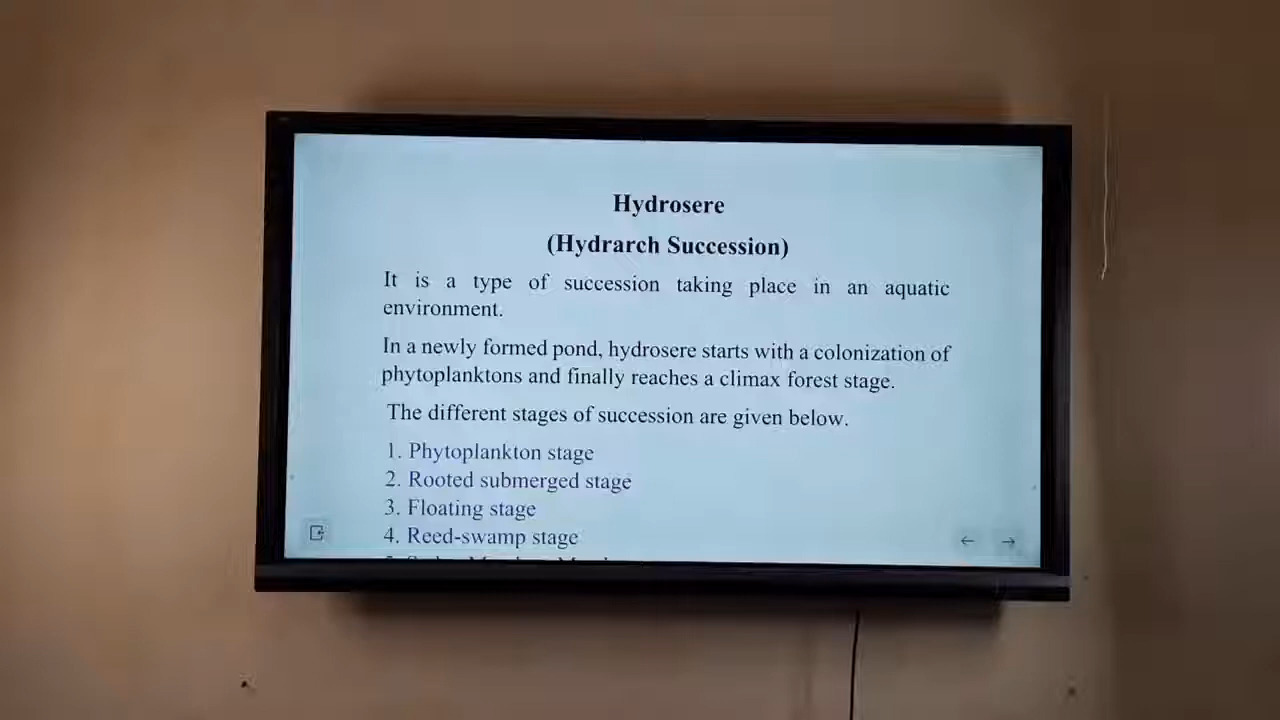 Hydrosere
(Hydrarch Succession)
It is a type of succession taking place in an aquatic
environment.
In a newly formed pond, hydrosere starts with a colonization of
phytoplanktons and finally reaches a climax forest stage.
The different stages of succession are given below.
1. Phytoplankton stage
2. Rooted submerged stage
3. Floating stage
4. Reed-swamp stage